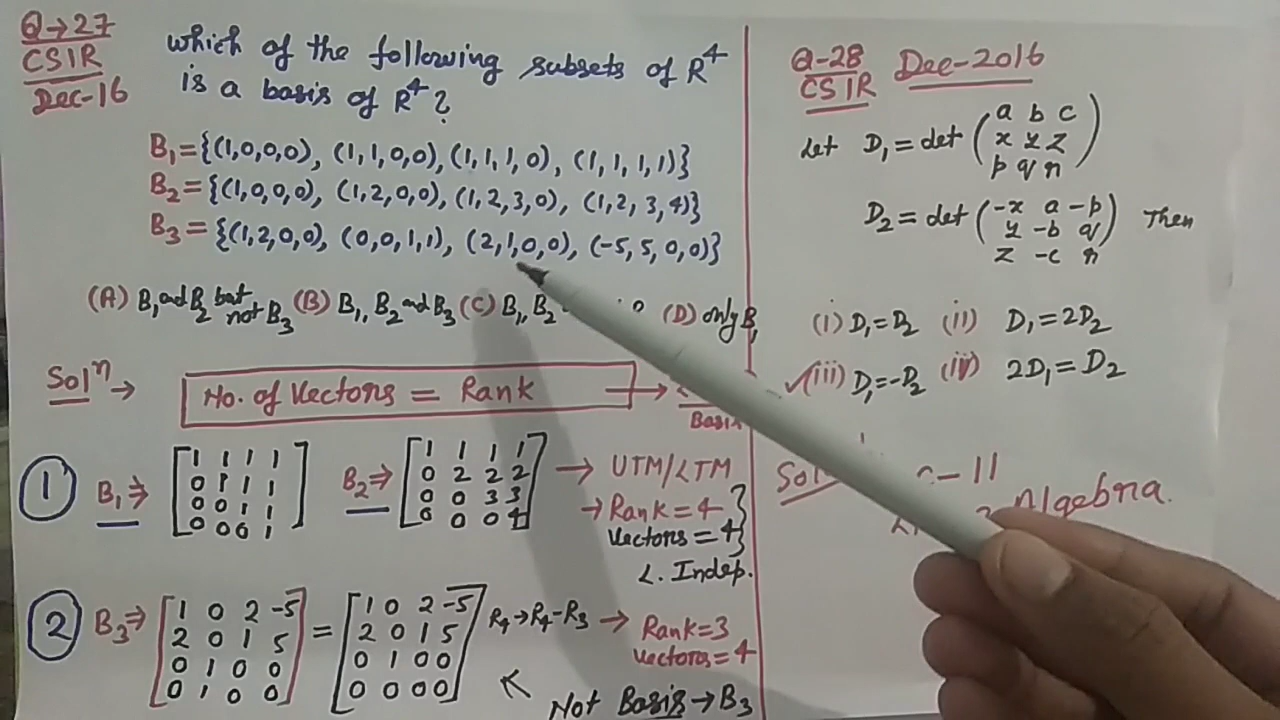 Q→27
CSIR
Dec-16
which of the following subsets of R⁴
is a basis of R⁴?
B₁={(1,0,0,0), (1,1,0,0),(1,1,1,0), (1,1,1,1)}
B₂={(1,0,0,0), (1,2,0,0),(1,2,3,0), (1,2,3,4)}
B₃={(1,2,0,0), (0,0,1,1), (2,1,0,0), (-5,5,0,0)}
(A) B₁ and B₂ but not B₃ (B) B₁, B₂ and B₃ (C) B₁, B₂ (D) only B₁
Solⁿ→
No. of Vectors = Rank →
Basis
① B₁⇒ [1 1 1 1
0 1 1 1
0 0 1 1
0 0 0 1]
B₂⇒ [1 1 1 1
0 2 2 2
0 0 3 3
0 0 0 4]
→ UTM/LTM
→ Rank=4
Vectors=4}
L. Indep.
② B₃⇒ [1 0 2 -5
2 0 1 5
0 1 0 0
0 1 0 0]
= [1 0 2 -5
2 0 1 5
0 1 0 0
0 0 0 0]
R₄→R₄-R₃ → Rank=3
Vectors=4
Not Basis→B₃
Q-28
CSIR Dec-2016
Let D₁=det (a b c
x y z
p q r)
D₂=det (-x a -p
y -b q
z -c r) Then
(i) D₁=D₂ (ii) D₁=2D₂
✓(iii) D₁=-D₂ (iv) 2D₁=D₂
Sol
-11
Algebra.